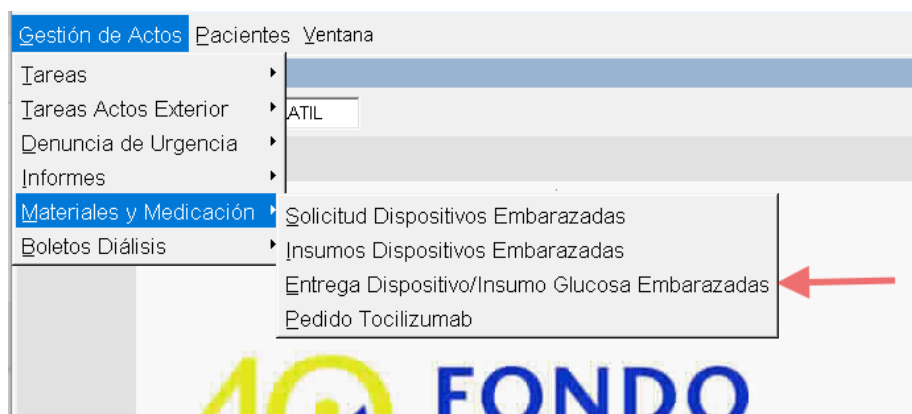 Gestión de Actos Pacientes Ventana
Tareas
Tareas Actos Exterior
ATIL
Denuncia de Urgencia
Informes
Materiales y Medicación
Solicitud Dispositivos Embarazadas
Boletos Diálisis
Insumos Dispositivos Embarazadas
Entrega Dispositivo/Insumo Glucosa Embarazadas
Pedido Tocilizumab
40 FONDO